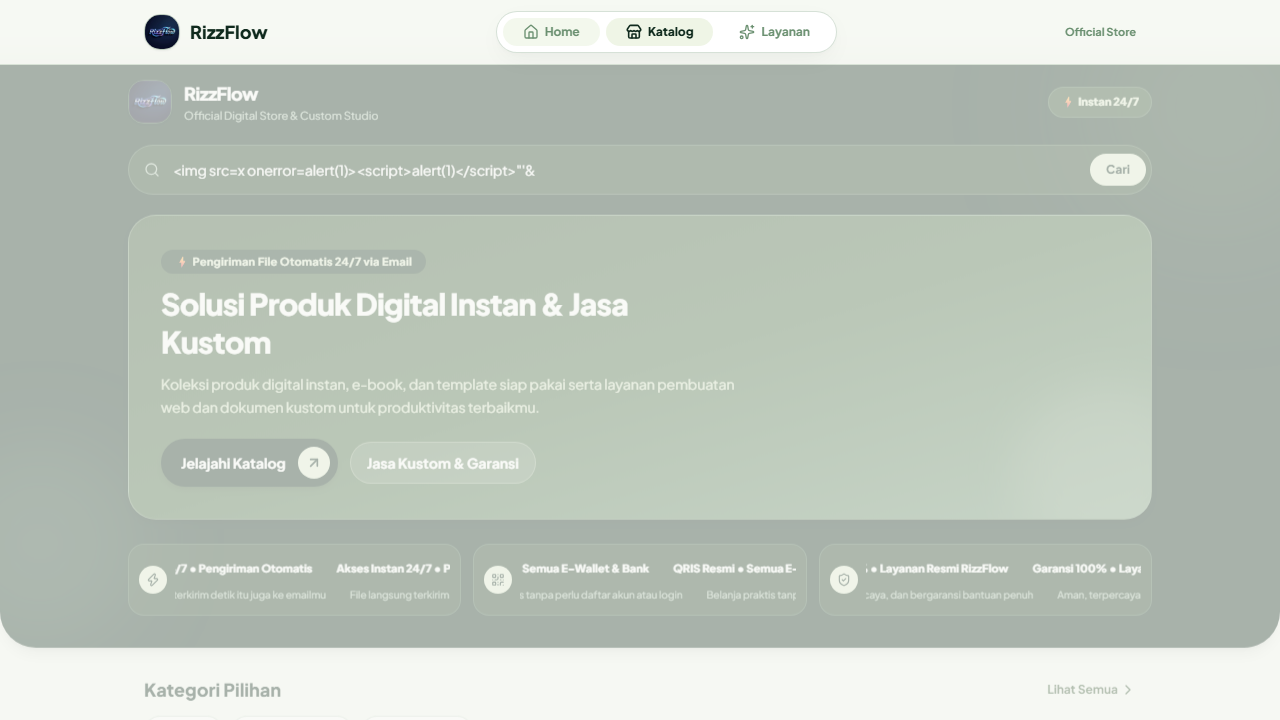 RizzFlow
Home
Katalog
Layanan
Official Store
RizzFlow
Official Digital Store & Custom Studio
Instan 24/7
<img src=x onerror=alert(1)><script>alert(1)</script>"'&
Cari
Pengiriman File Otomatis 24/7 via Email
Solusi Produk Digital Instan & Jasa
Kustom
Koleksi produk digital instan, e-book, dan template siap pakai serta layanan pembuatan
web dan dokumen kustom untuk produktivitas terbaikmu.
Jelajahi Katalog
Jasa Kustom & Garansi
/7 • Pengiriman Otomatis Akses Instan 24/7 • P
terkirim detik itu juga ke emailmu File langsung terkirim
Semua E-Wallet & Bank QRIS Resmi • Semua E-
s tanpa perlu daftar akun atau login Belanja praktis tanp
• Layanan Resmi RizzFlow Garansi 100% • Laya
caya, dan bergaransi bantuan penuh Aman, terpercaya
Kategori Pilihan
Lihat Semua